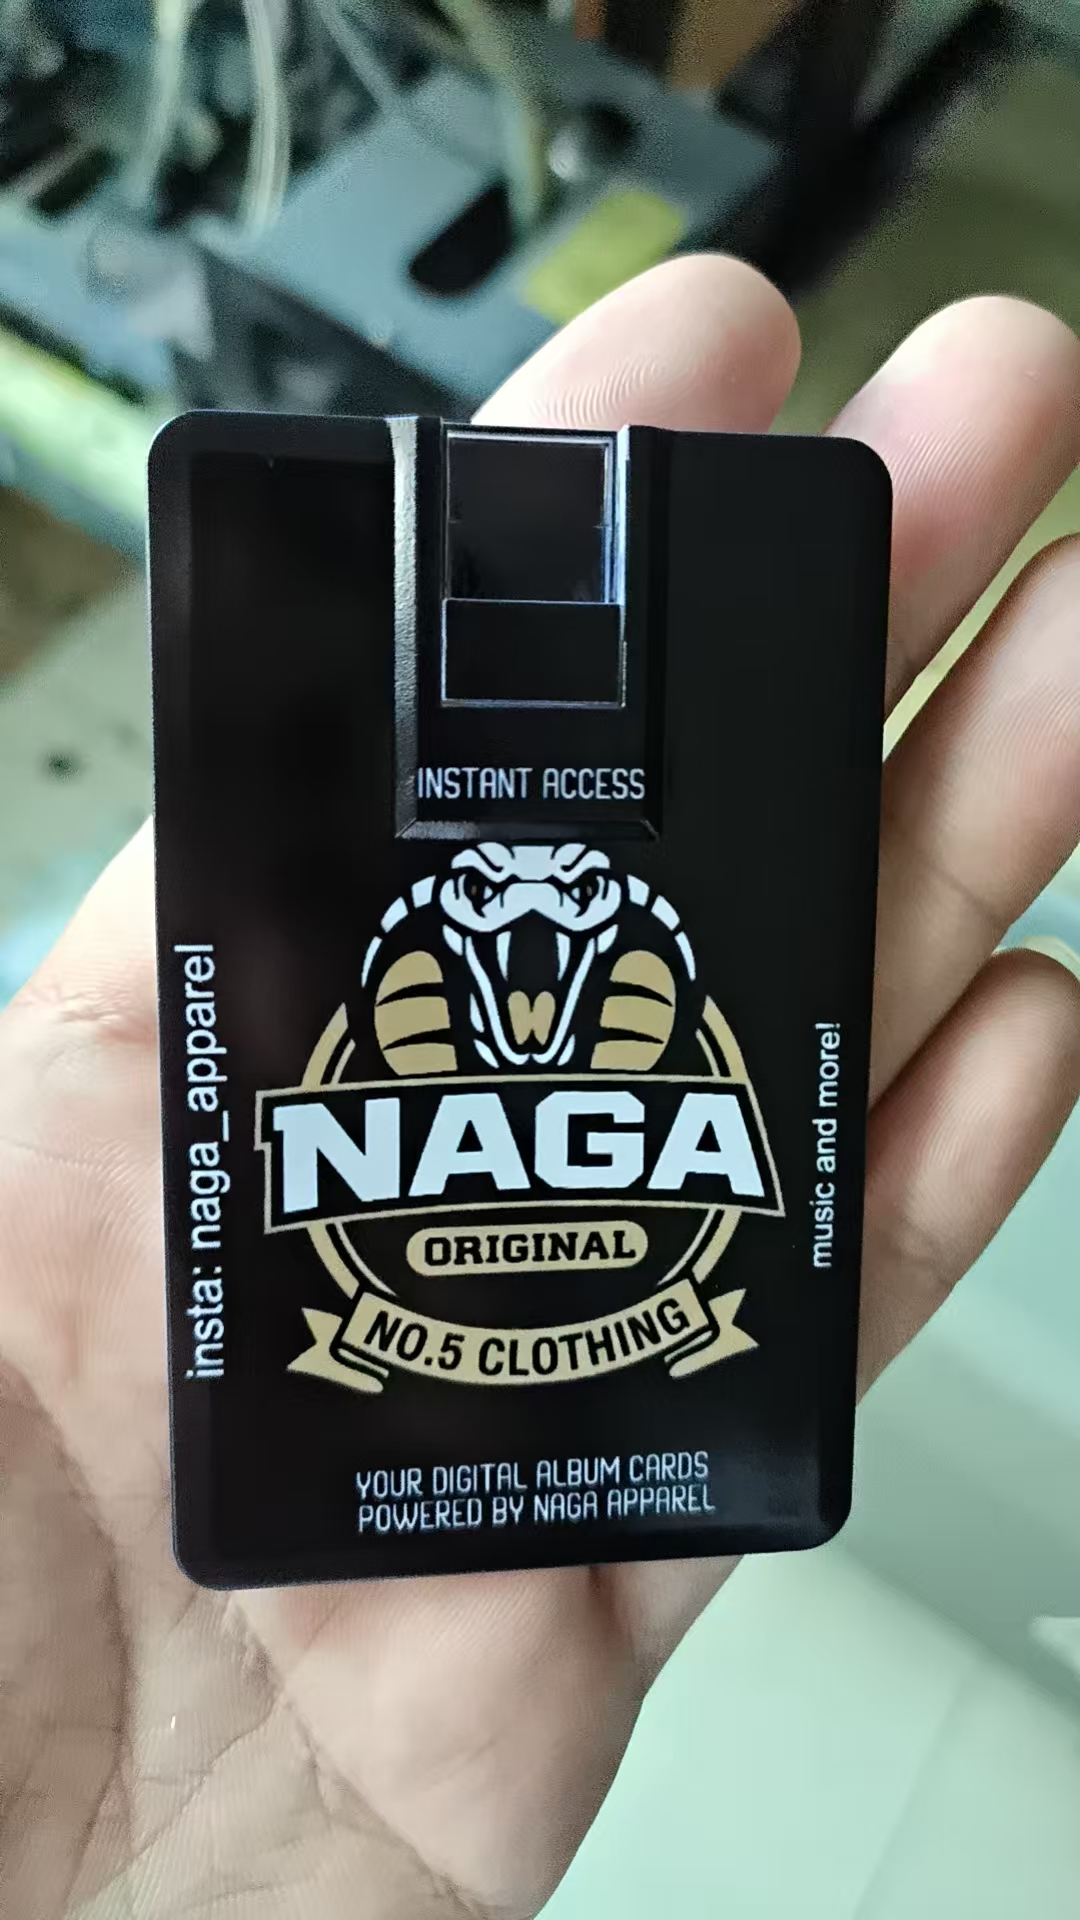 INSTANT ACCESS
insta: naga_apparel
NAGA
ORIGINAL
NO.5 CLOTHING
music and more!
YOUR DIGITAL ALBUM CARDS
POWERED BY NAGA APPAREL